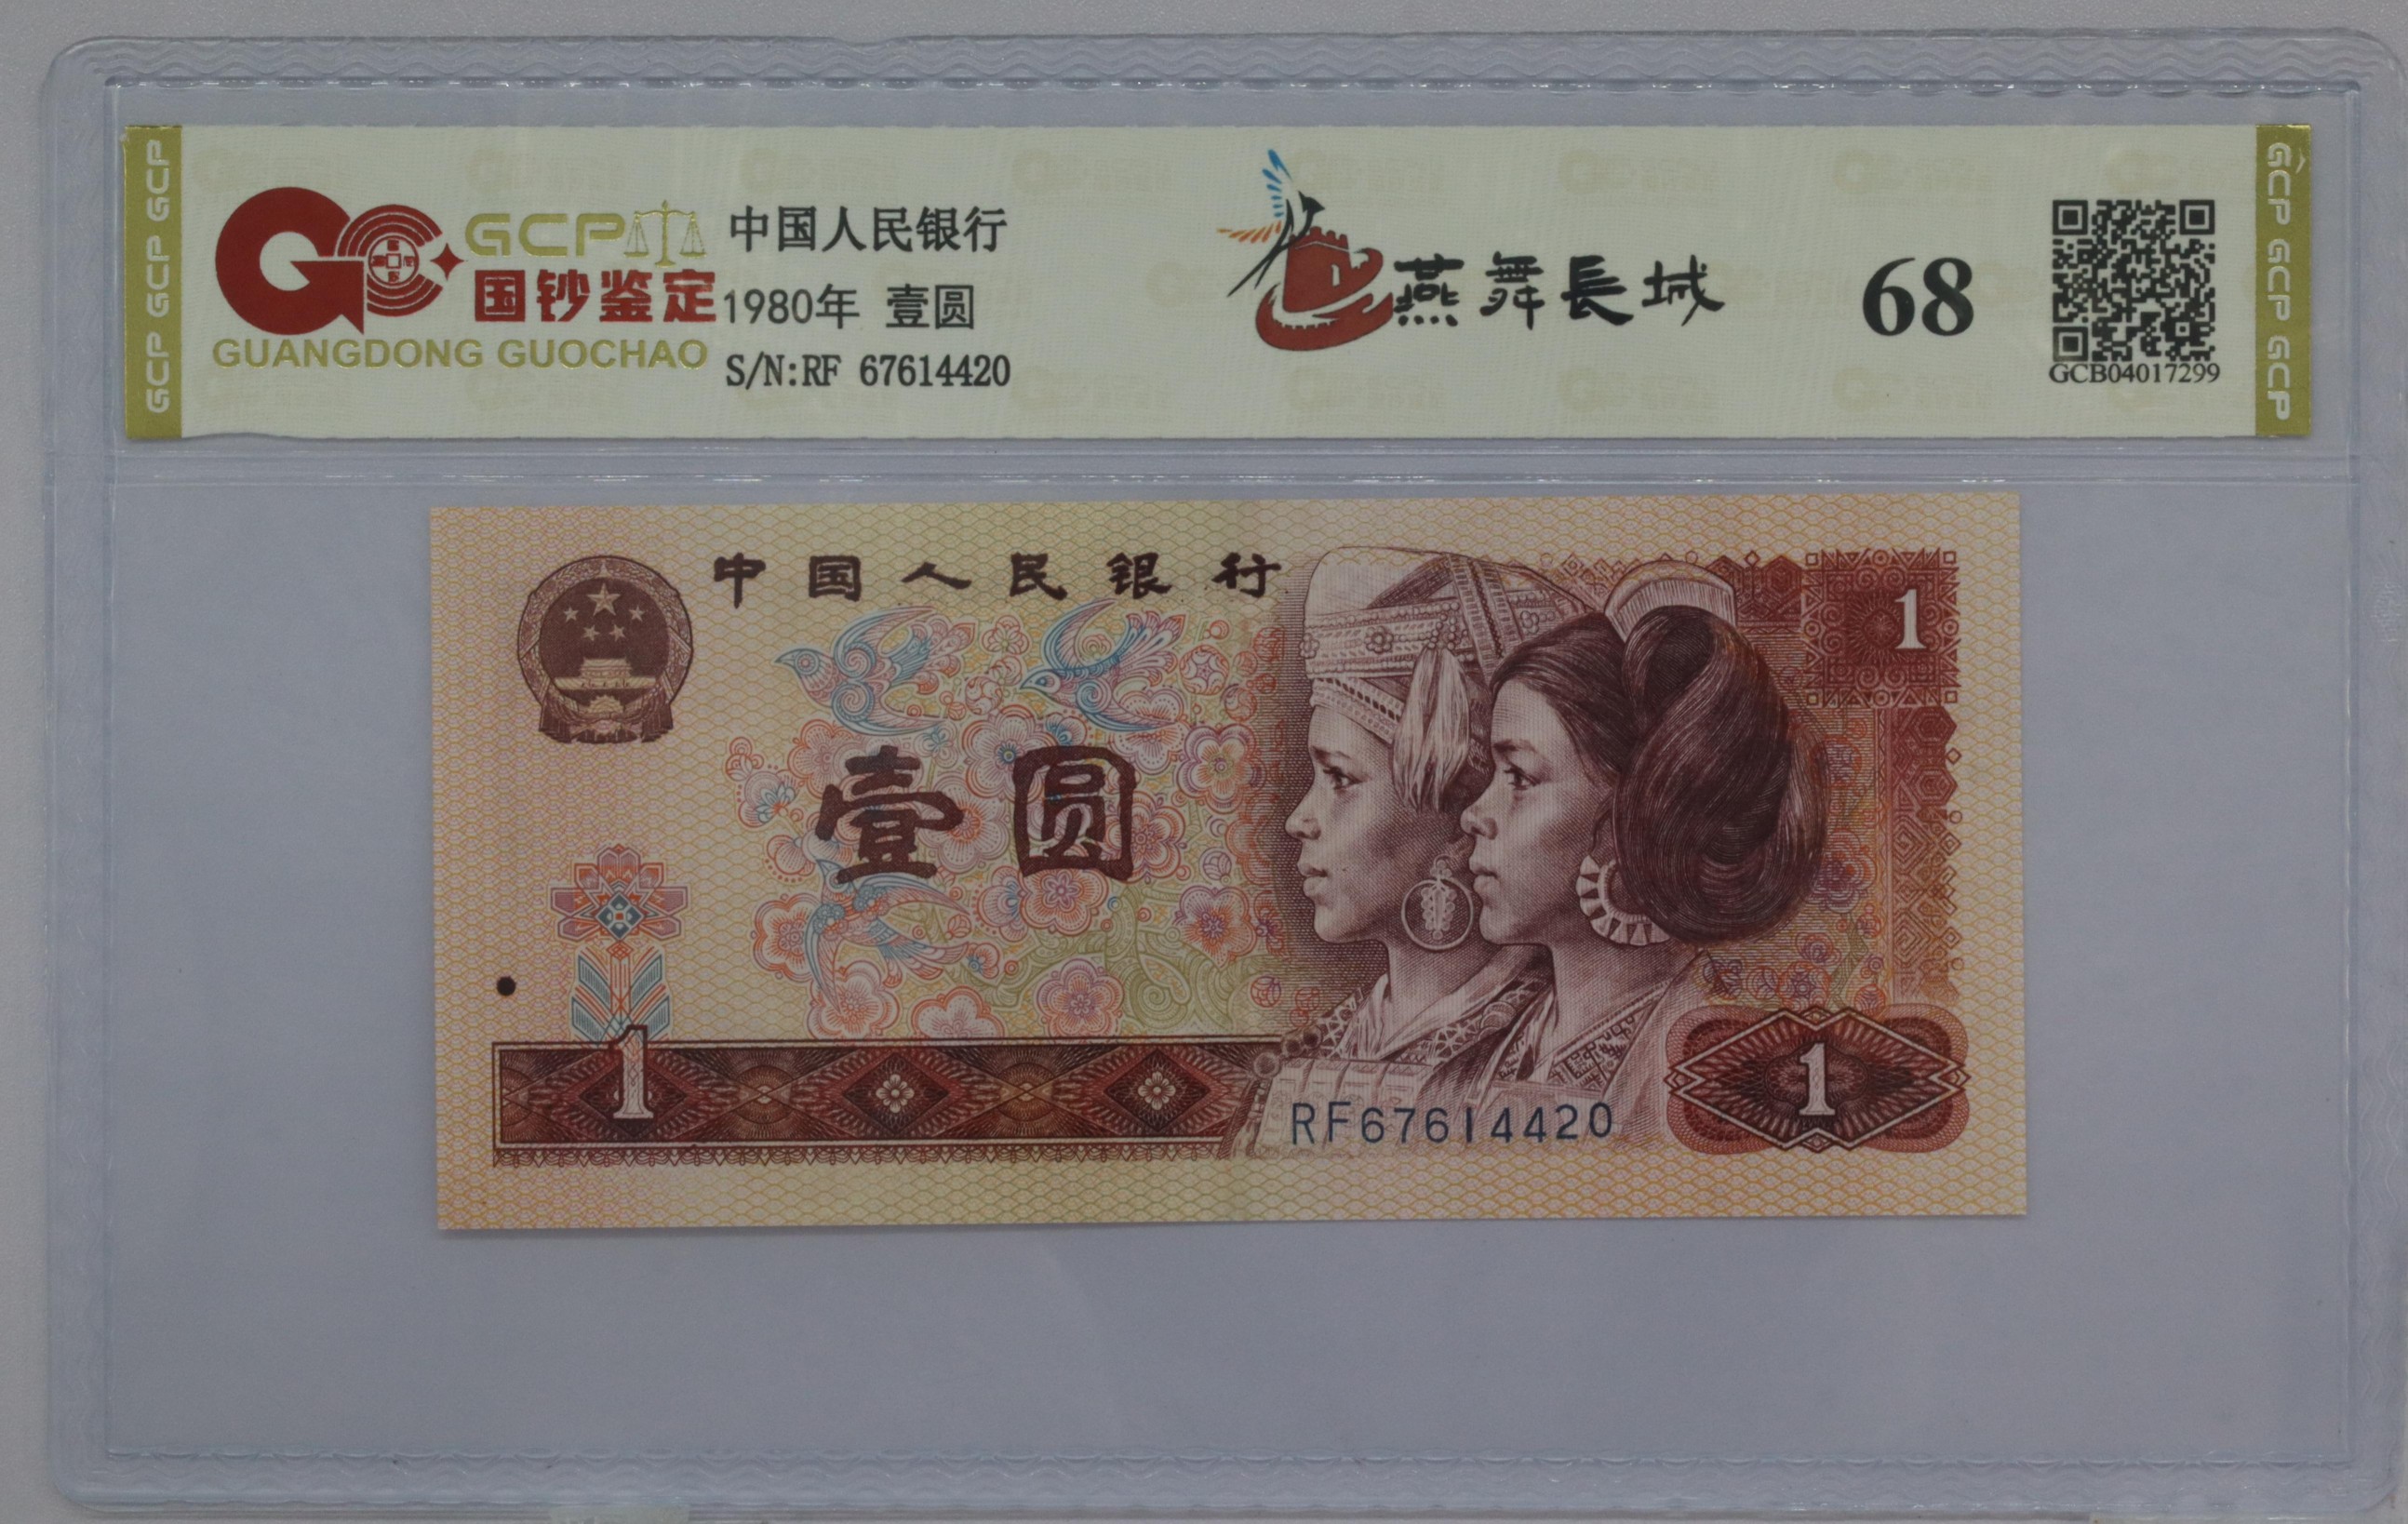 GCP GCP GCP
GCP
国钞鉴定
GUANGDONG GUOCHAO
中国人民银行
1980年 壹圆
S/N:RF 67614420
燕舞長城
68
GCB04017299
GCP GCP GCP
中国人民银行
1
壹圆
1
RF67614420
1